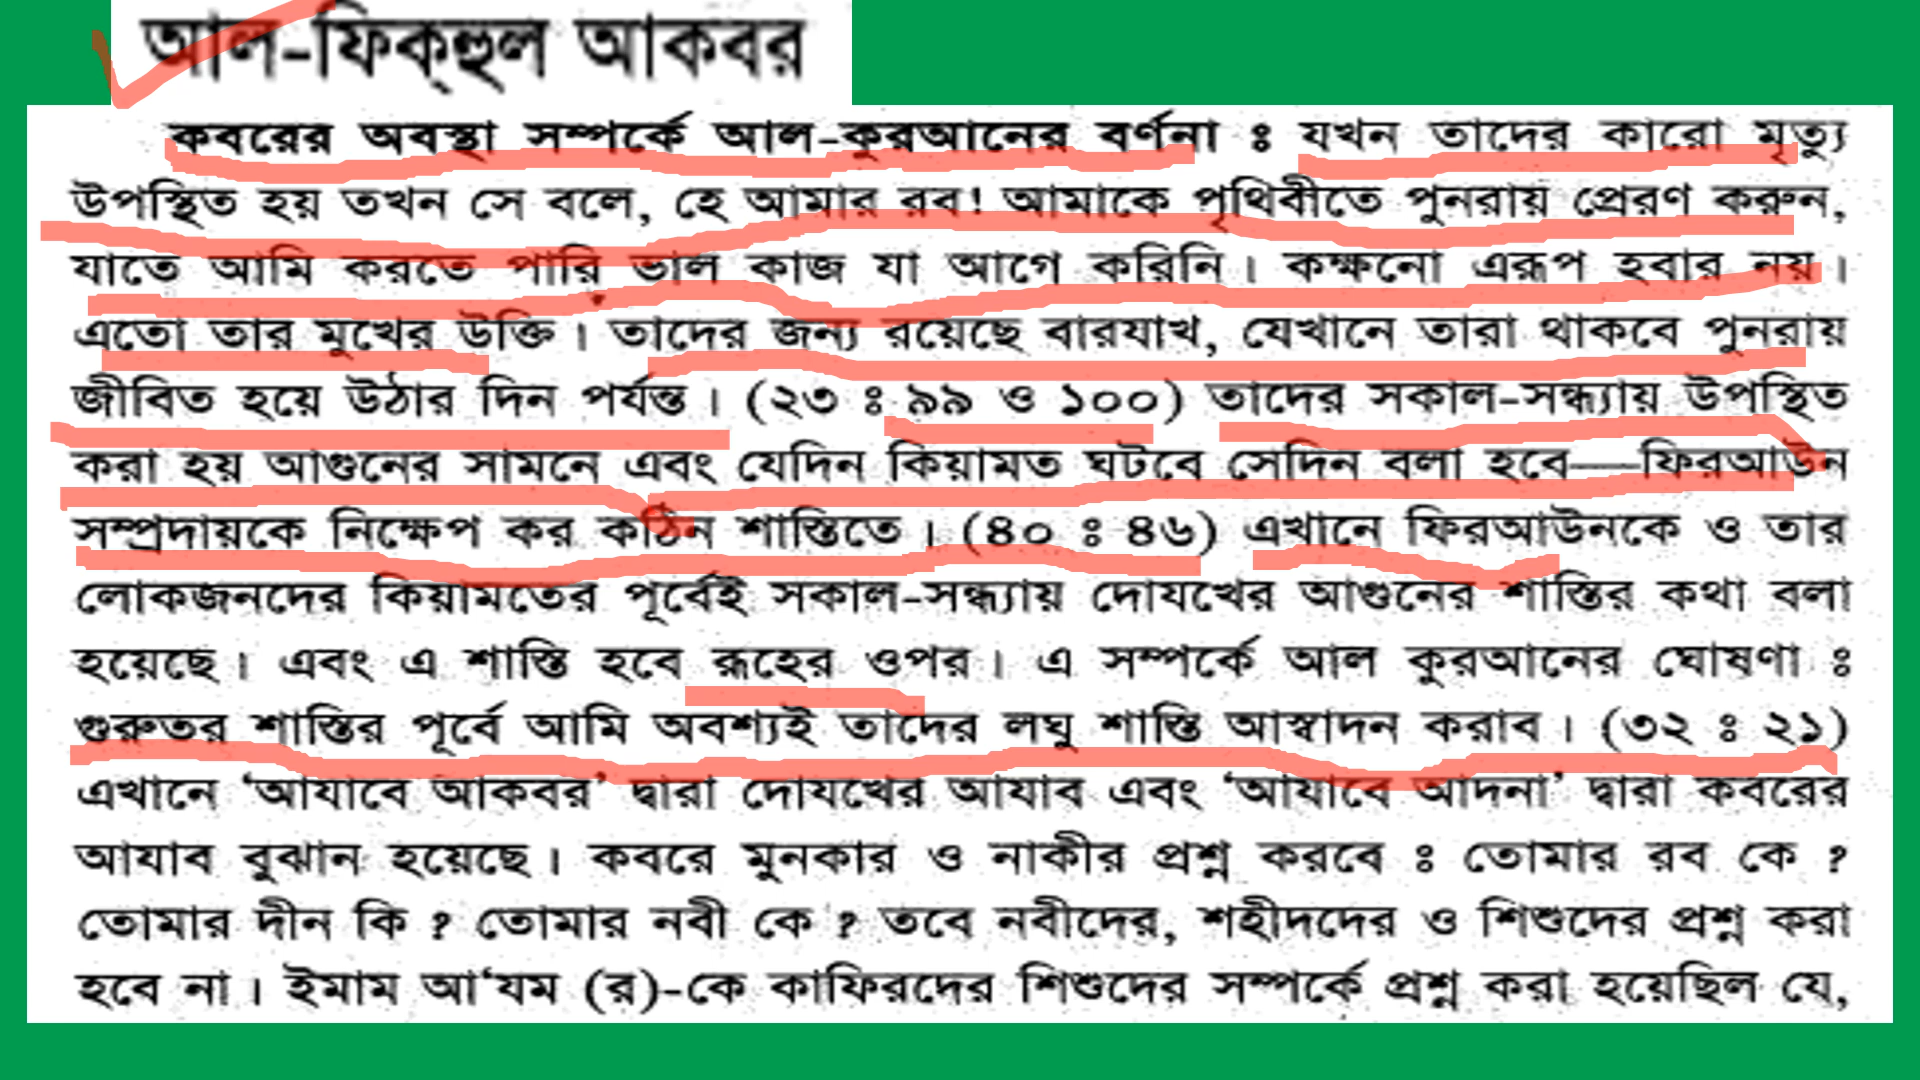 আল-ফিক্হুল আকবর
কবরের অবস্থা সম্পর্কে আল-কুরআনের বর্ণনা ঃ যখন তাদের কারো মৃত্যু
উপস্থিত হয় তখন সে বলে, হে আমার রব! আমাকে পৃথিবীতে পুনরায় প্রেরণ করুন,
যাতে আমি করতে পারি ভাল কাজ যা আগে করিনি। কক্ষনো এরূপ হবার নয়।
এতো তার মুখের উক্তি। তাদের জন্য রয়েছে বারযাখ, যেখানে তারা থাকবে পুনরায়
জীবিত হয়ে উঠার দিন পর্যন্ত। (২৩ ঃ ৯৯ ও ১০০) তাদের সকাল-সন্ধ্যায় উপস্থিত
করা হয় আগুনের সামনে এবং যেদিন কিয়ামত ঘটবে সেদিন বলা হবে—ফিরআউন
সম্প্রদায়কে নিক্ষেপ কর কঠিন শাস্তিতে। (৪০ ঃ ৪৬) এখানে ফিরআউনকে ও তার
লোকজনদের কিয়ামতের পূর্বেই সকাল-সন্ধ্যায় দোযখের আগুনের শাস্তির কথা বলা
হয়েছে। এবং এ শাস্তি হবে রূহের ওপর। এ সম্পর্কে আল কুরআনের ঘোষণা ঃ
গুরুতর শাস্তির পূর্বে আমি অবশ্যই তাদের লঘু শাস্তি আস্বাদন করাব। (৩২ ঃ ২১)
এখানে ‘আযাবে আকবর’ দ্বারা দোযখের আযাব এবং ‘আযাবে আদনা’ দ্বারা কবরের
আযাব বুঝান হয়েছে। কবরে মুনকার ও নাকীর প্রশ্ন করবে ঃ তোমার রব কে ?
তোমার দীন কি ? তোমার নবী কে ? তবে নবীদের, শহীদদের ও শিশুদের প্রশ্ন করা
হবে না। ইমাম আ‘যম (র)-কে কাফিরদের শিশুদের সম্পর্কে প্রশ্ন করা হয়েছিল যে,